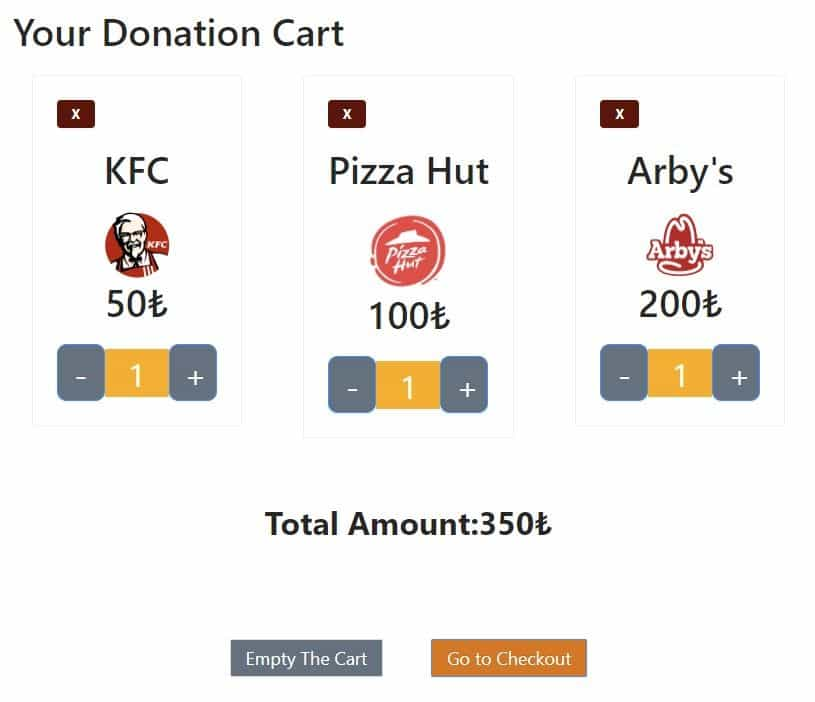 Your Donation Cart
X
X
X
KFC
Pizza Hut
Arby's
KFC
Pizza
Hut
Arby's
50₺
100₺
200₺
- 1 +
- 1 +
- 1 +
Total Amount:350₺
Empty The Cart
Go to Checkout